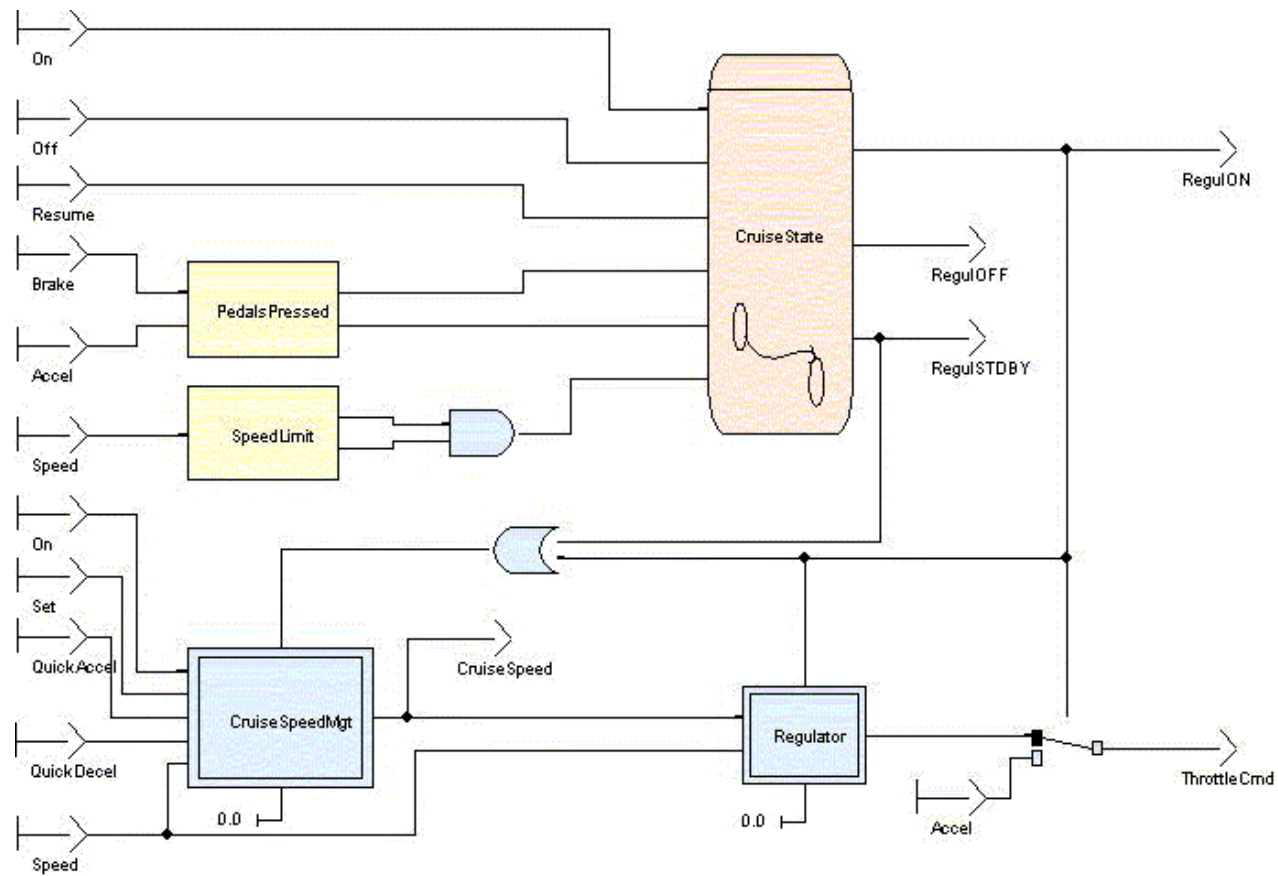 On
Off
Resume
Brake
Accel
Speed
PedalsPressed
SpeedLimit
CruiseState
RegulON
RegulOFF
RegulSTDBY
On
Set
QuickAccel
QuickDecel
Speed
CruiseSpeedMgt
0.0
CruiseSpeed
Regulator
0.0
Accel
ThrottleCmd